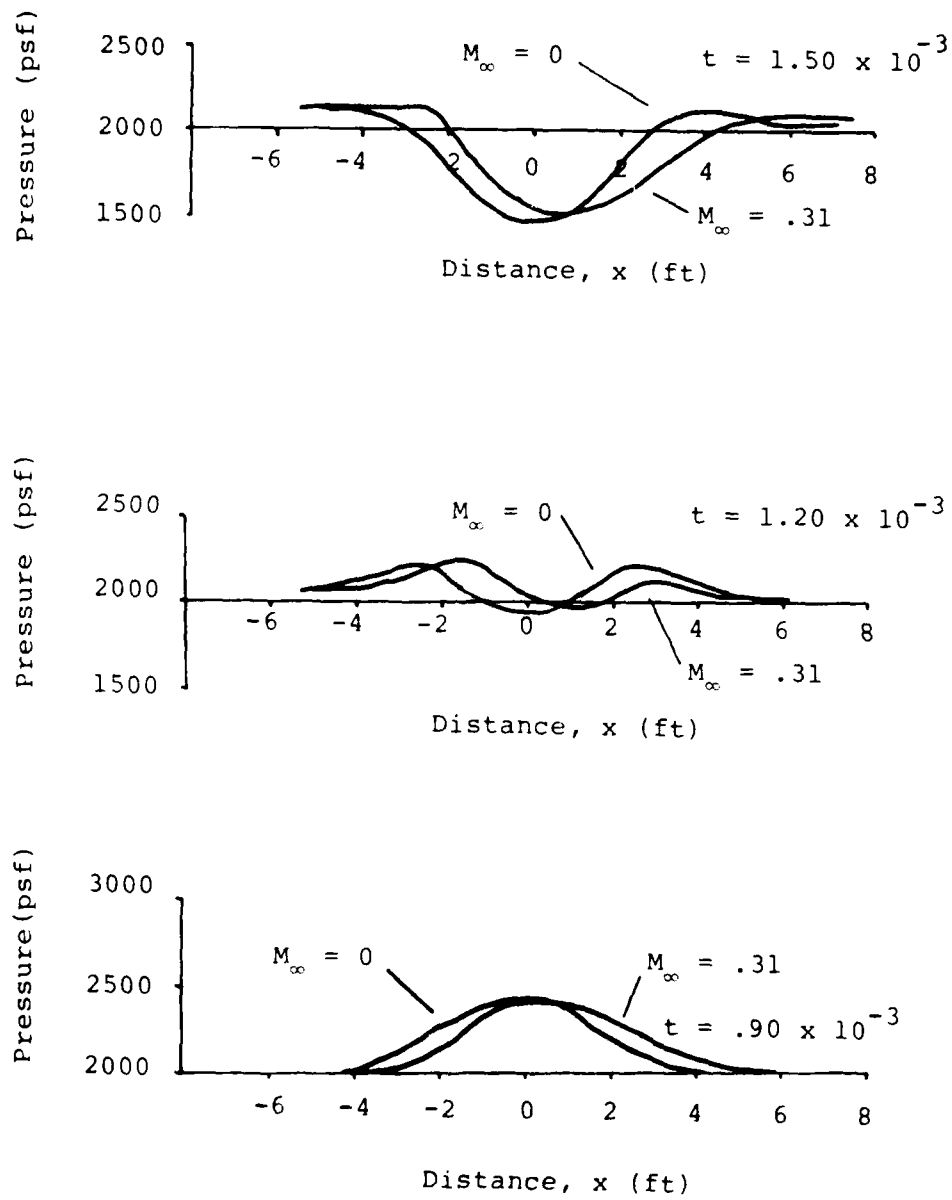 Pressure (psf)
2500
2000
1500
M∞ = 0
t = 1.50 x 10⁻³
-6 -4 2 0 2 4 6 8
M∞ = .31
Distance, x (ft)
Pressure (psf)
2500
2000
1500
M∞ = 0
t = 1.20 x 10⁻³
-6 -4 -2 0 2 4 6 8
M∞ = .31
Distance, x (ft)
Pressure(psf)
3000
2500
2000
M∞ = 0
M∞ = .31
t = .90 x 10⁻³
-6 -4 -2 0 2 4 6 8
Distance, x (ft)